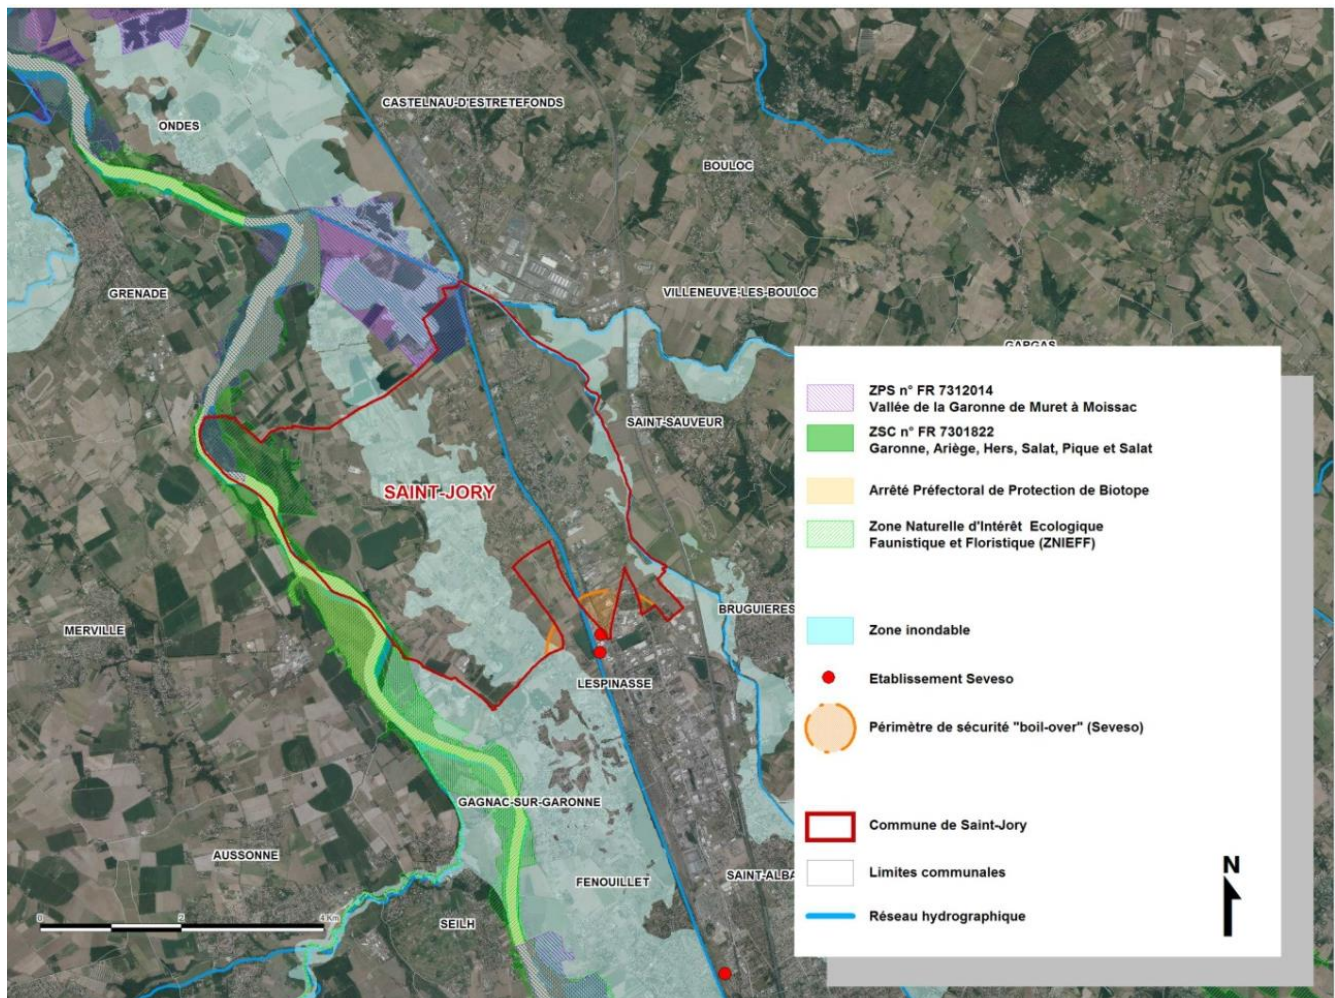 CASTELNAU-D'ESTRETEFONDS
ONDES
BOULOC
GRENADE
VILLENEUVE-LES-BOULOC
GARGAS
SAINT-SAUVEUR
SAINT-JORY
BRUGUIERES
MERVILLE
LESPINASSE
GAGNAC-SUR-GARONNE
AUSSONNE
FENOUILLET
SAINT-ALBA
SEILH
0 2 4 Km
ZPS n° FR 7312014
Vallée de la Garonne de Muret à Moissac
ZSC n° FR 7301822
Garonne, Ariège, Hers, Salat, Pique et Salat
Arrêté Préfectoral de Protection de Biotope
Zone Naturelle d'Intérêt Ecologique
Faunistique et Floristique (ZNIEFF)
Zone inondable
Etablissement Seveso
Périmètre de sécurité "boil-over" (Seveso)
Commune de Saint-Jory
Limites communales
Réseau hydrographique
N